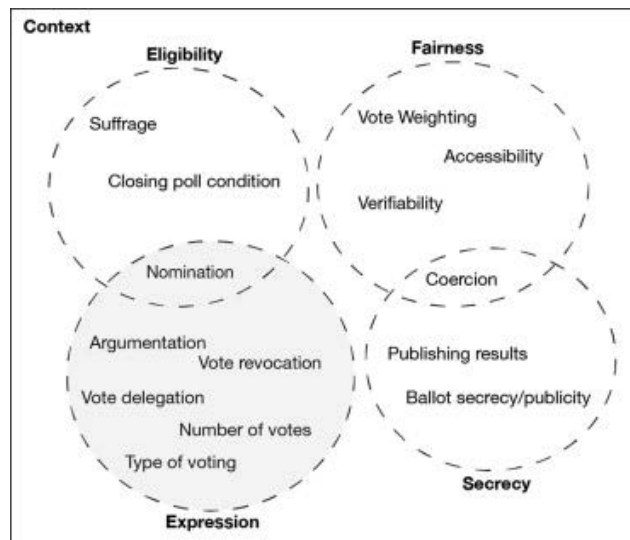 Context
Eligibility
Fairness
Suffrage
Vote Weighting
Accessibility
Closing poll condition
Verifiability
Nomination
Coercion
Argumentation
Vote revocation
Publishing results
Vote delegation
Ballot secrecy/publicity
Number of votes
Type of voting
Secrecy
Expression